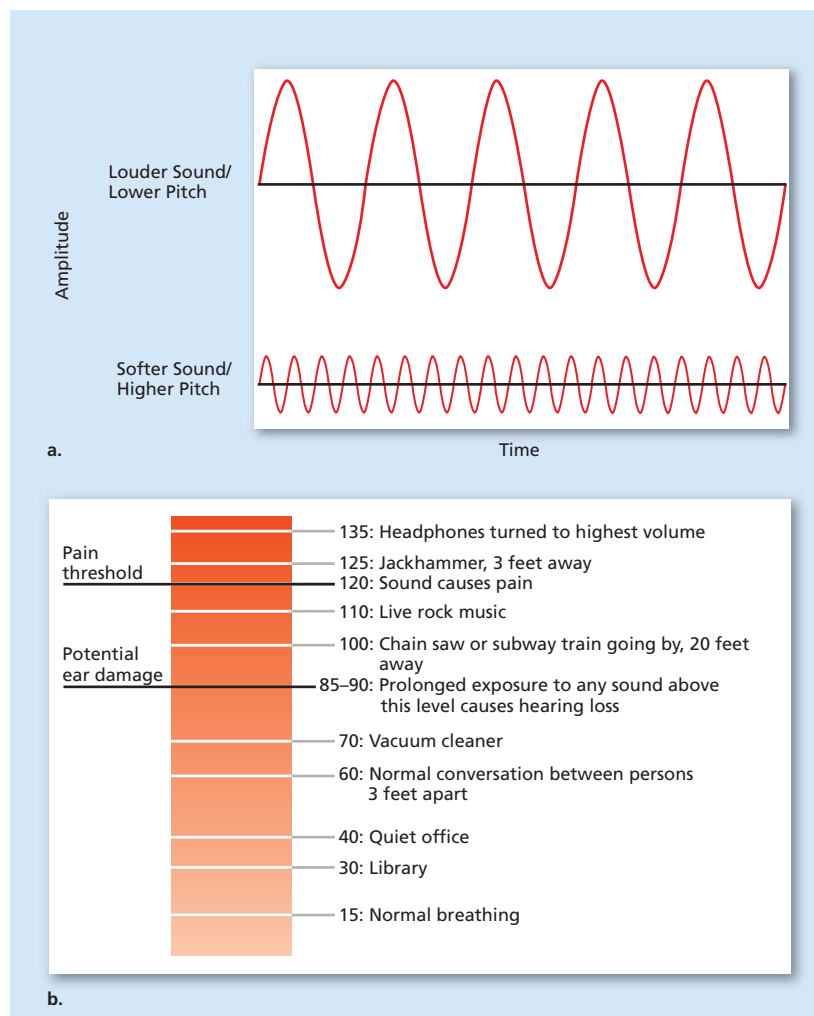 Louder Sound/
Lower Pitch
Amplitude
Softer Sound/
Higher Pitch
a.
Time
Pain
threshold
Potential
ear damage
135: Headphones turned to highest volume
125: Jackhammer, 3 feet away
120: Sound causes pain
110: Live rock music
100: Chain saw or subway train going by, 20 feet
away
85–90: Prolonged exposure to any sound above
this level causes hearing loss
70: Vacuum cleaner
60: Normal conversation between persons
3 feet apart
40: Quiet office
30: Library
15: Normal breathing
b.